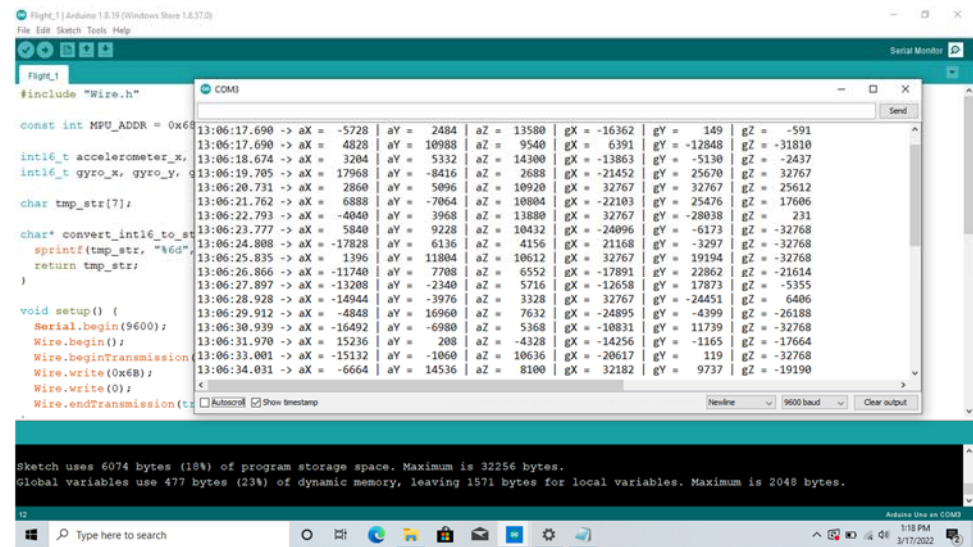 Flight_1 | Arduino 1.8.19 (Windows Store 1.8.57.0)
File Edit Sketch Tools Help
Serial Monitor
Flight_1
#include "Wire.h"
const int MPU_ADDR = 0x68
int16_t accelerometer_x,
int16_t gyro_x, gyro_y, g
char tmp_str[7];
char* convert_int16_to_st
sprintf(tmp_str, "%6d",
return tmp_str;
}
void setup() {
Serial.begin(9600);
Wire.begin();
Wire.beginTransmission(
Wire.write(0x6B);
Wire.write(0);
Wire.endTransmission(tr
COM3
Send
13:06:17.690 -> aX = -5728 | aY = 2484 | aZ = 13580 | gX = -16362 | gY = 149 | gZ = -591
13:06:17.690 -> aX = 4828 | aY = 10988 | aZ = 9540 | gX = 6391 | gY = -12848 | gZ = -31810
13:06:18.674 -> aX = 3204 | aY = 5332 | aZ = 14300 | gX = -13863 | gY = -5130 | gZ = -2437
13:06:19.705 -> aX = 17968 | aY = -8416 | aZ = 2688 | gX = -21452 | gY = 25670 | gZ = 32767
13:06:20.731 -> aX = 2860 | aY = 5096 | aZ = 10920 | gX = 32767 | gY = 32767 | gZ = 25612
13:06:21.762 -> aX = 6888 | aY = -7064 | aZ = 10804 | gX = -22103 | gY = 25476 | gZ = 17606
13:06:22.793 -> aX = -4040 | aY = 3968 | aZ = 13880 | gX = 32767 | gY = -28038 | gZ = 231
13:06:23.777 -> aX = 5840 | aY = 9228 | aZ = 10432 | gX = -24096 | gY = -6173 | gZ = -32768
13:06:24.808 -> aX = -17828 | aY = 6136 | aZ = 4156 | gX = 21168 | gY = -3297 | gZ = -32768
13:06:25.835 -> aX = 1396 | aY = 11804 | aZ = 10612 | gX = 32767 | gY = 19194 | gZ = -32768
13:06:26.866 -> aX = -11740 | aY = 7708 | aZ = 6552 | gX = -17891 | gY = 22862 | gZ = -21614
13:06:27.897 -> aX = -13208 | aY = -2340 | aZ = 5716 | gX = -12658 | gY = 17873 | gZ = -5355
13:06:28.928 -> aX = -14944 | aY = -3976 | aZ = 3328 | gX = 32767 | gY = -24451 | gZ = 6406
13:06:29.912 -> aX = -4848 | aY = 16960 | aZ = 7632 | gX = -24895 | gY = -4399 | gZ = -26188
13:06:30.939 -> aX = -16492 | aY = -6980 | aZ = 5368 | gX = -10831 | gY = 11739 | gZ = -32768
13:06:31.970 -> aX = 15236 | aY = 208 | aZ = -4328 | gX = -14256 | gY = -1165 | gZ = -17664
13:06:33.001 -> aX = -15132 | aY = -1060 | aZ = 10636 | gX = -20617 | gY = 119 | gZ = -32768
13:06:34.031 -> aX = -6664 | aY = 14536 | aZ = 8100 | gX = 32182 | gY = 9737 | gZ = -19190
Autoscroll Show timestamp Newline 9600 baud Clear output
Sketch uses 6074 bytes (18%) of program storage space. Maximum is 32256 bytes.
Global variables use 477 bytes (23%) of dynamic memory, leaving 1571 bytes for local variables. Maximum is 2048 bytes.
12 Arduino Uno en COM3
Type here to search
1:18 PM
3/17/2022
2